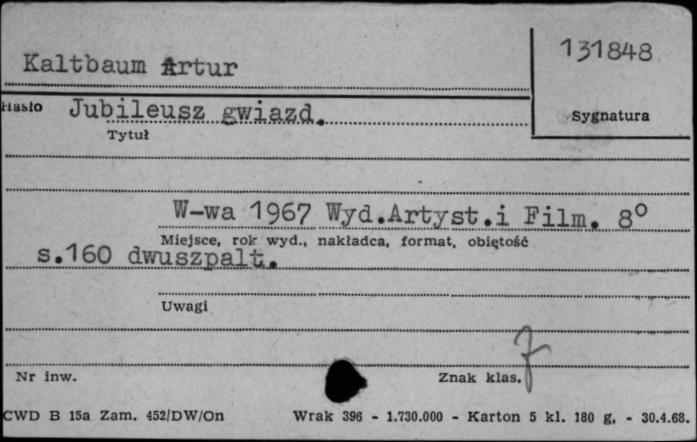 131848
Kaltbaum Artur
Hasło Jubileusz gwiazd.
Sygnatura
Tytuł
W-wa 1967 Wyd.Artyst.i Film. 8°
Miejsce, rok wyd., nakładca, format, objętość
s.160 dwuszpalt.
Uwagi
Nr inw.
Znak klas.
CWD B 15a Zam. 452/DW/On Wrak 396 - 1.730.000 - Karton 5 kl. 180 g, - 30.4.68.